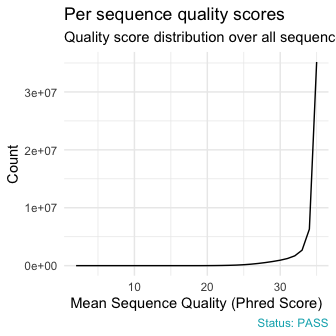 Per sequence quality scores
Quality score distribution over all sequenc
Count
3e+07
2e+07
1e+07
0e+00
10 20 30
Mean Sequence Quality (Phred Score)
Status: PASS